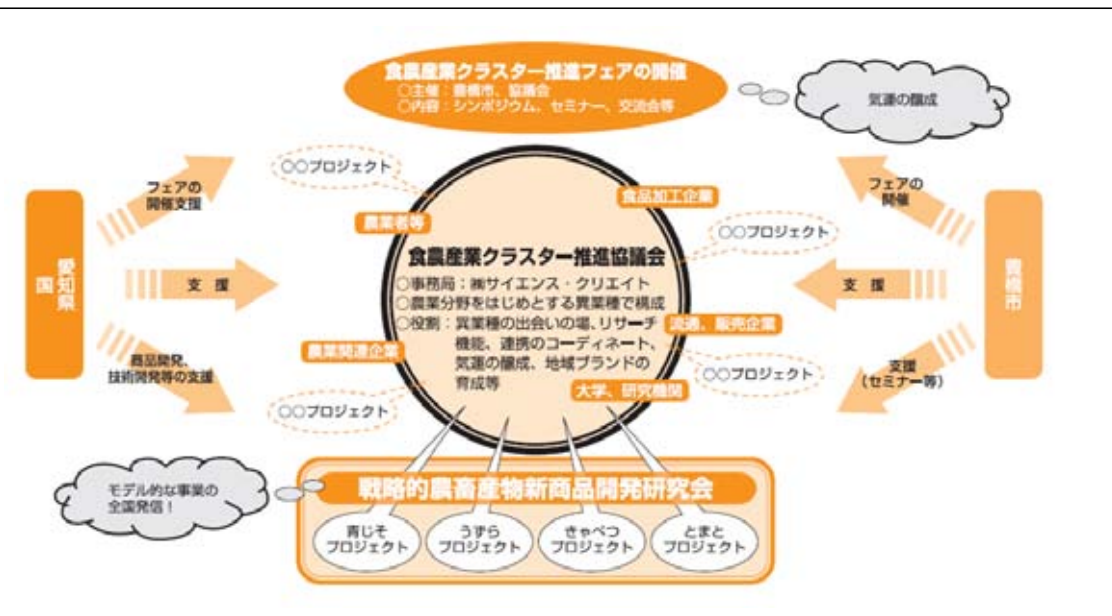 食農産業クラスター推進フェアの開催
○主催：豊橋市、協議会
○内容：シンポジウム、セミナー、交流会等
気運の醸成
○○プロジェクト
フェアの
開催支援
農業者等
食品加工企業
フェアの
開催
○○プロジェクト
愛知県
国
支援
食農産業クラスター推進協議会
○事務局：㈱サイエンス・クリエイト
○農業分野をはじめとする異業種で構成
○役割：異業種の出会いの場、リサーチ
機能、連携のコーディネート、
気運の醸成、地域ブランドの
育成等
支援
豊橋市
流通、販売企業
農業関連企業
商品開発、
技術開発等の支援
○○プロジェクト
支援
（セミナー等）
大学、研究機関
○○プロジェクト
モデル的な事業の
全国発信！
戦略的農畜産物新商品開発研究会
青じそ
プロジェクト
うずら
プロジェクト
きゃべつ
プロジェクト
とまと
プロジェクト